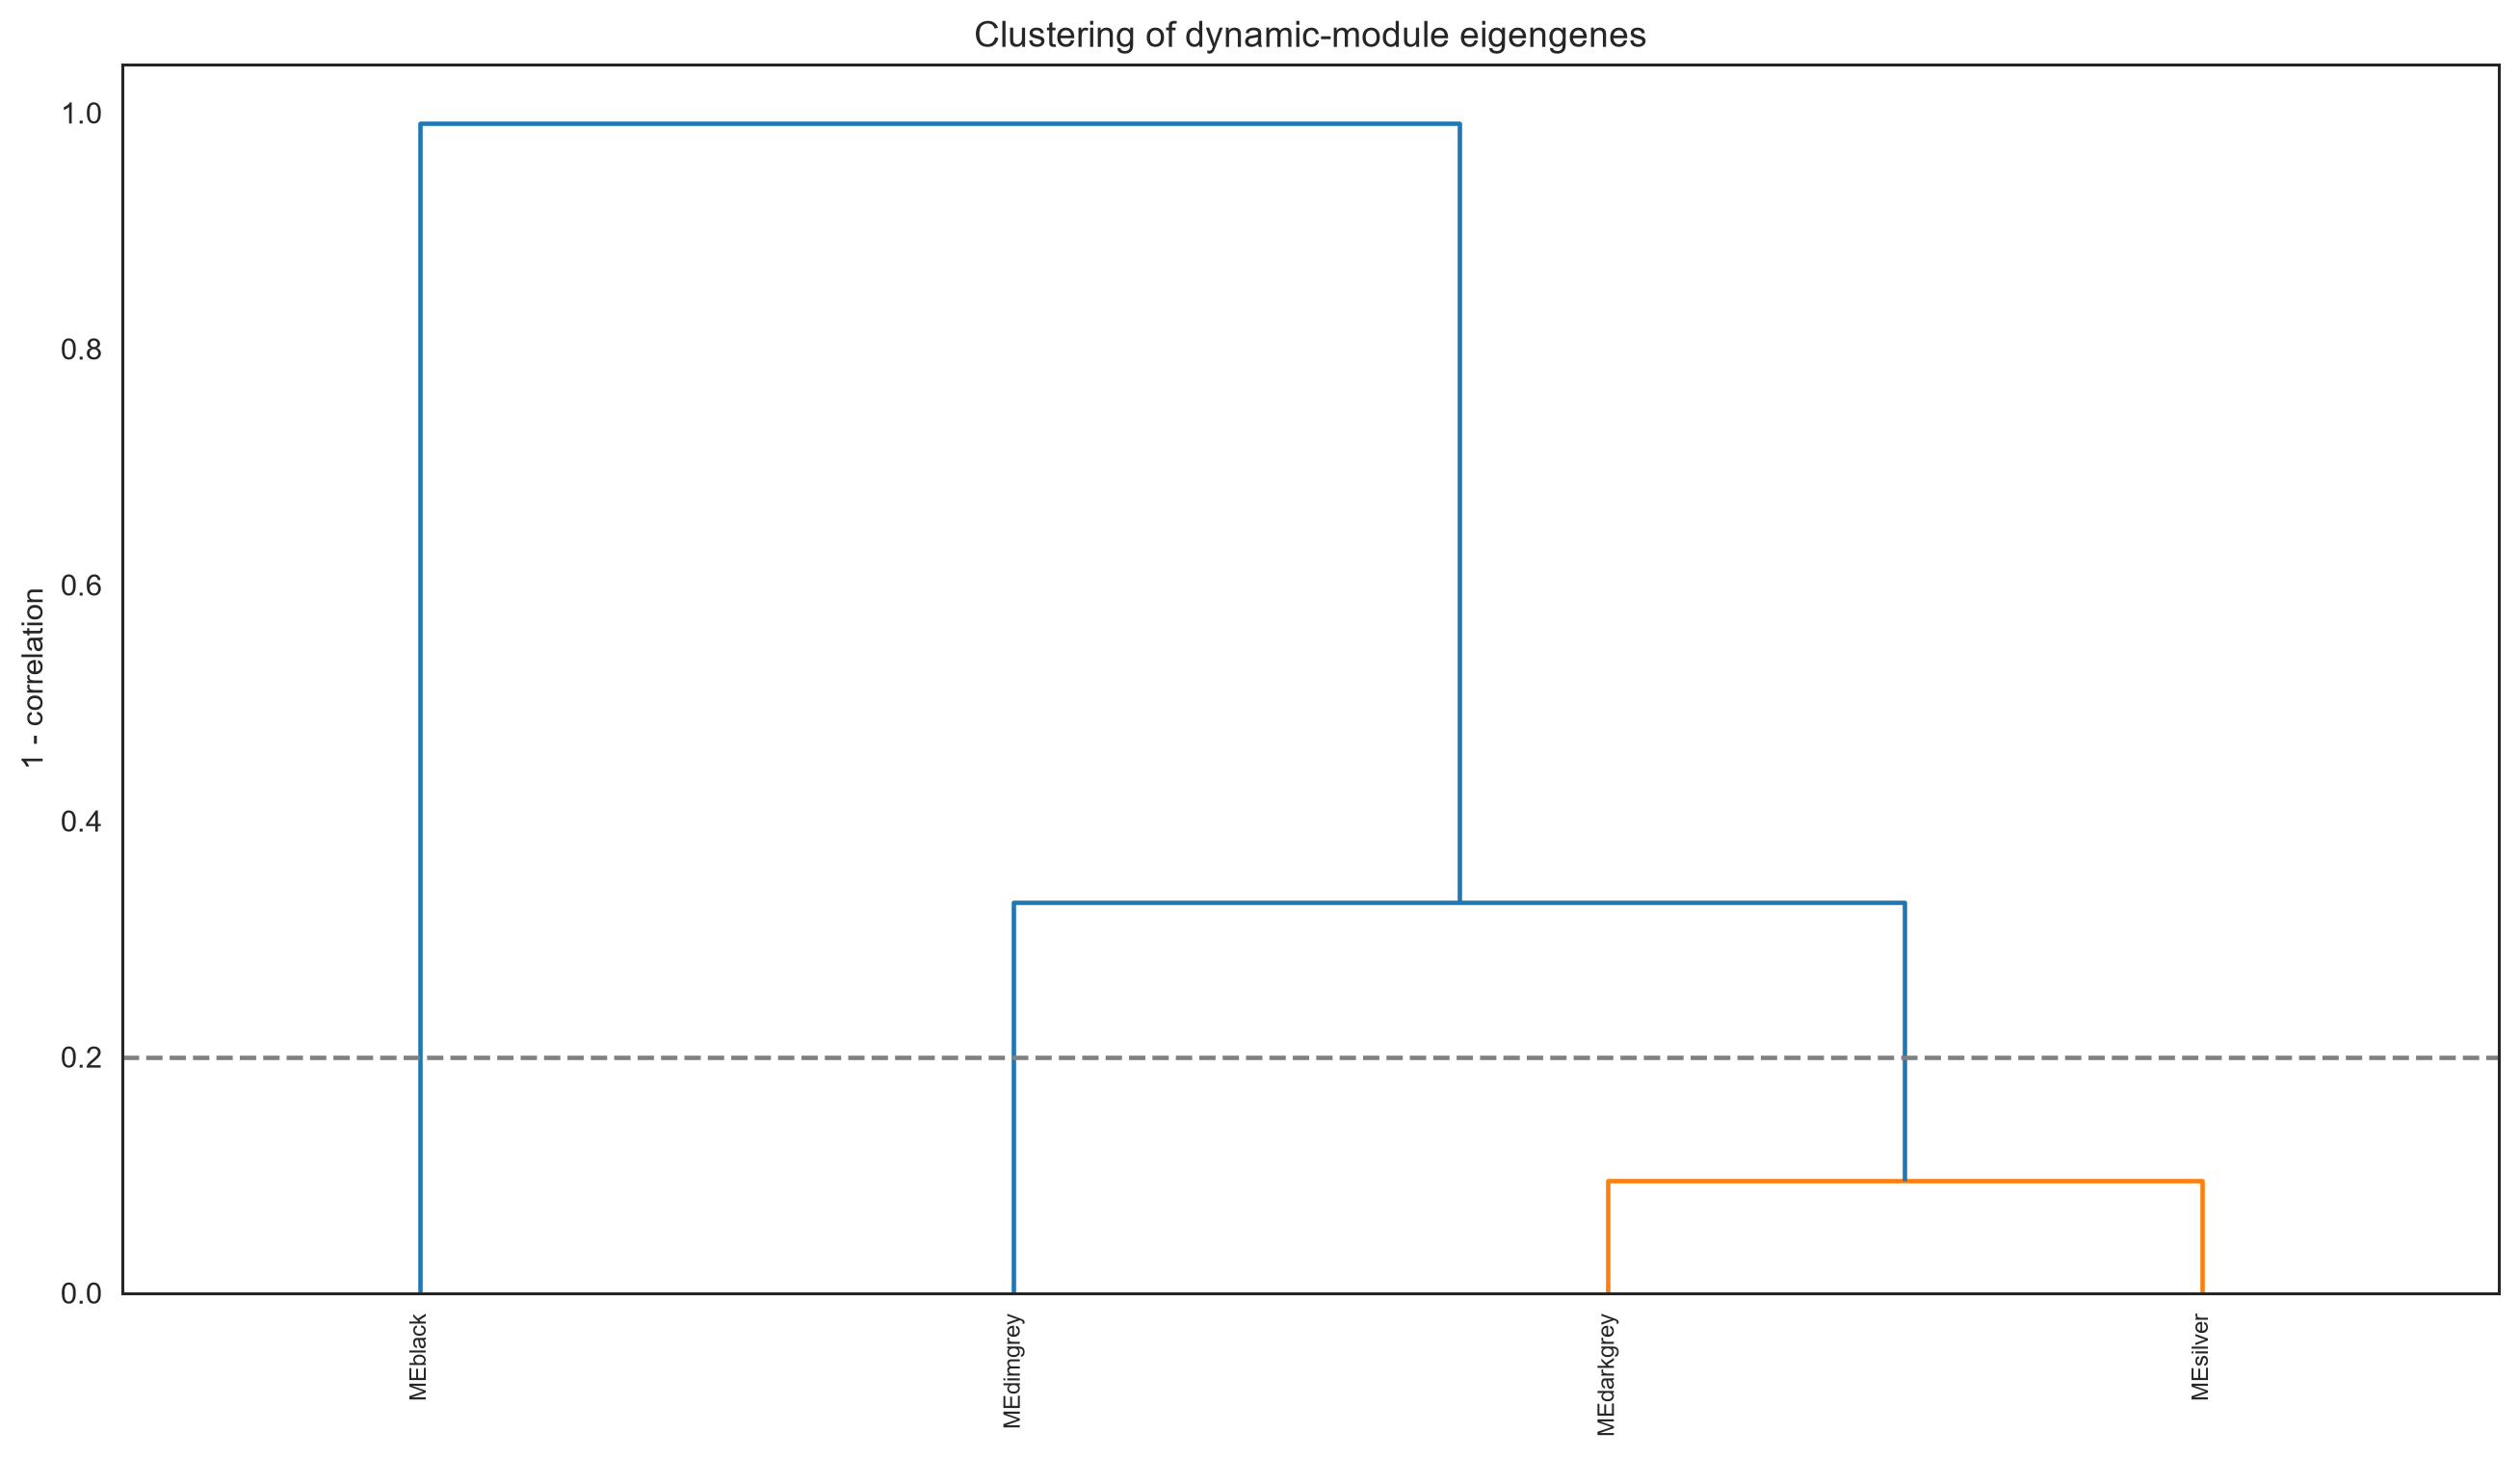 Clustering of dynamic-module eigengenes
1 - correlation
1.0
0.8
0.6
0.4
0.2
0.0
MEblack
MEdimgrey
MEdarkgrey
MEsilver